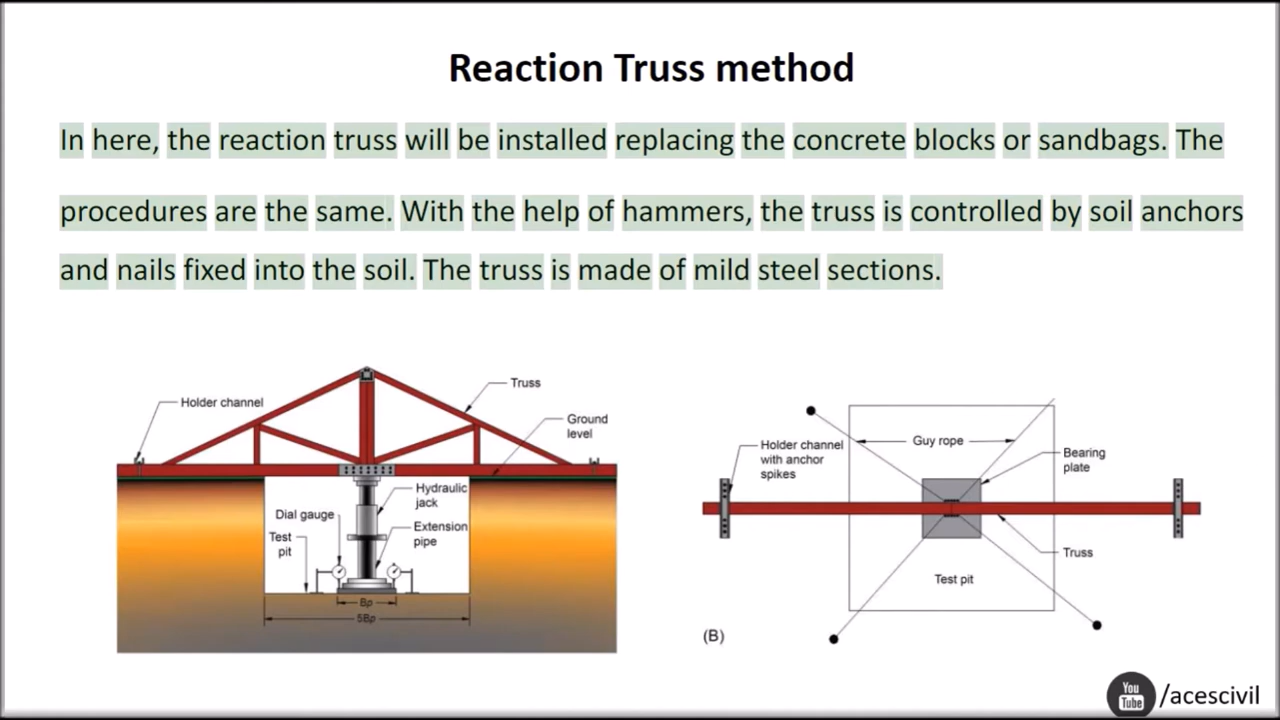 Reaction Truss method
In here, the reaction truss will be installed replacing the concrete blocks or sandbags. The
procedures are the same. With the help of hammers, the truss is controlled by soil anchors
and nails fixed into the soil. The truss is made of mild steel sections.
Holder channel
Truss
Ground
level
Hydraulic
jack
Dial gauge
Extension
pipe
Test
pit
Bp
5Bp
Guy rope
Holder channel
with anchor
spikes
Bearing
plate
Truss
Test pit
(B)
You
Tube
/acescivil